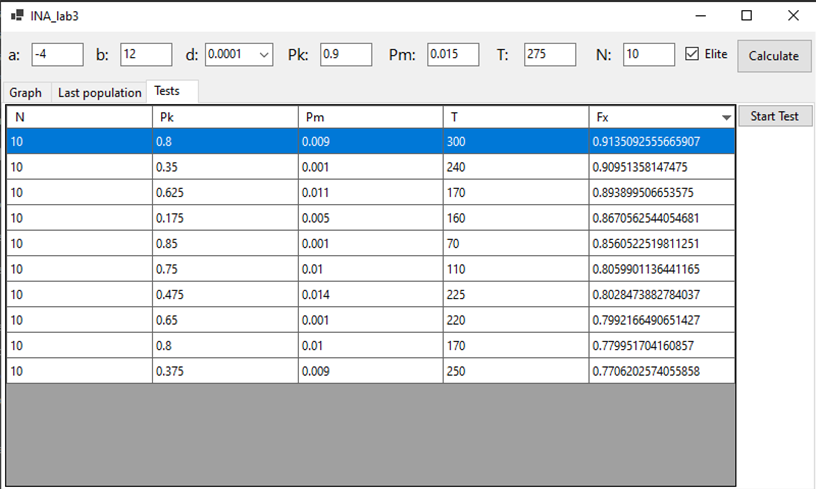 INA_lab3
a: -4 b: 12 d: 0.0001 Pk: 0.9 Pm: 0.015 T: 275 N: 10 Elite Calculate
Graph Last population Tests
N Pk Pm T Fx Start Test
10 0.8 0.009 300 0.9135092555665907
10 0.35 0.001 240 0.90951358147475
10 0.625 0.011 170 0.893899506653575
10 0.175 0.005 160 0.8670562544054681
10 0.85 0.001 70 0.8560522519811251
10 0.75 0.01 110 0.8059901136441165
10 0.475 0.014 225 0.8028473882784037
10 0.65 0.001 220 0.7992166490651427
10 0.8 0.01 170 0.779951704160857
10 0.375 0.009 250 0.7706202574055858